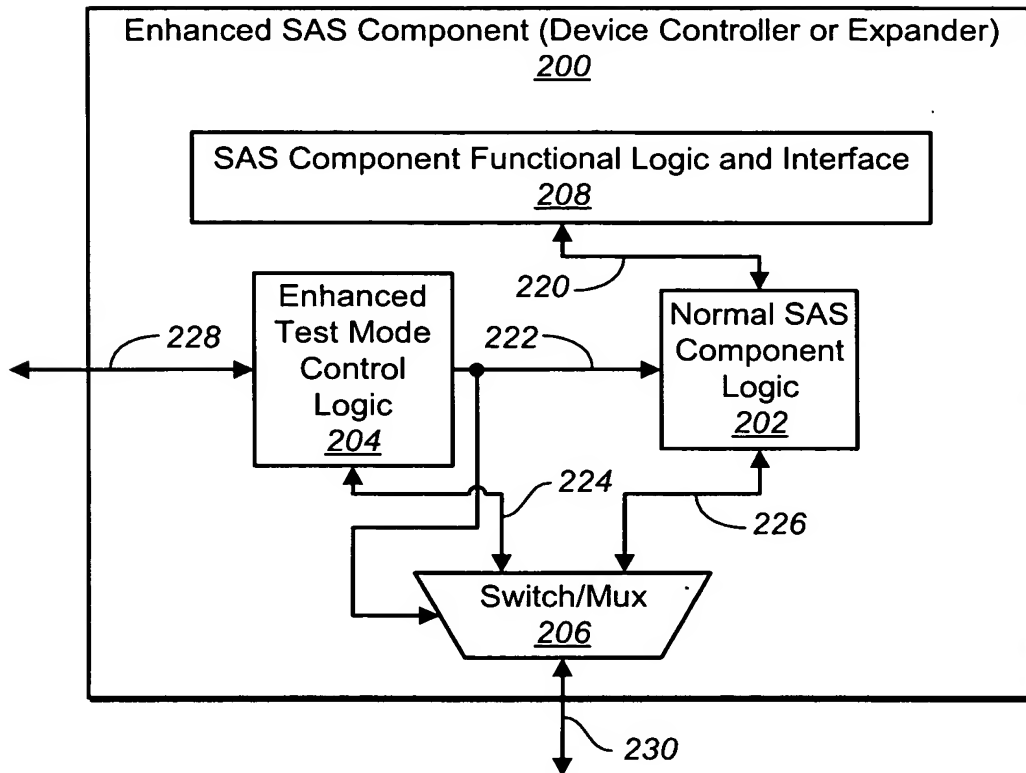 Enhanced SAS Component (Device Controller or Expander)
200
SAS Component Functional Logic and Interface
208
220
Enhanced
Test Mode
Control
Logic
204
Normal SAS
Component
Logic
202
228
222
224
226
Switch/Mux
206
230